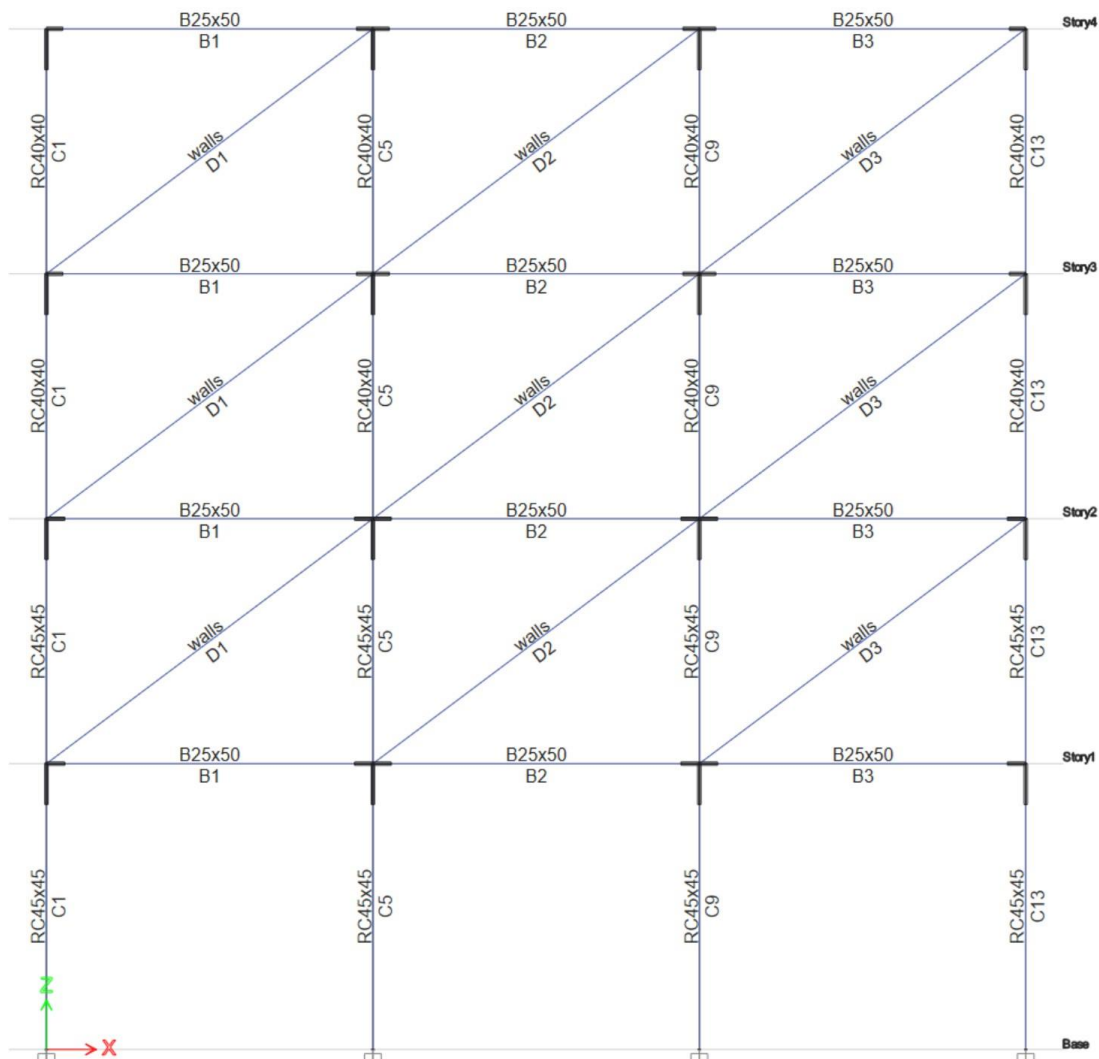 B25x50 B25x50 B25x50 Story4
B1 B2 B3
RC40x40 C1 walls D1 RC40x40 C5 walls D2 RC40x40 C9 walls D3 RC40x40 C13
B25x50 B25x50 B25x50 Story3
B1 B2 B3
RC40x40 C1 walls D1 RC40x40 C5 walls D2 RC40x40 C9 walls D3 RC40x40 C13
B25x50 B25x50 B25x50 Story2
B1 B2 B3
RC45x45 C1 walls D1 RC45x45 C5 walls D2 RC45x45 C9 walls D3 RC45x45 C13
B25x50 B25x50 B25x50 Story1
B1 B2 B3
RC45x45 C1 RC45x45 C5 RC45x45 C9 RC45x45 C13
Z
X Base